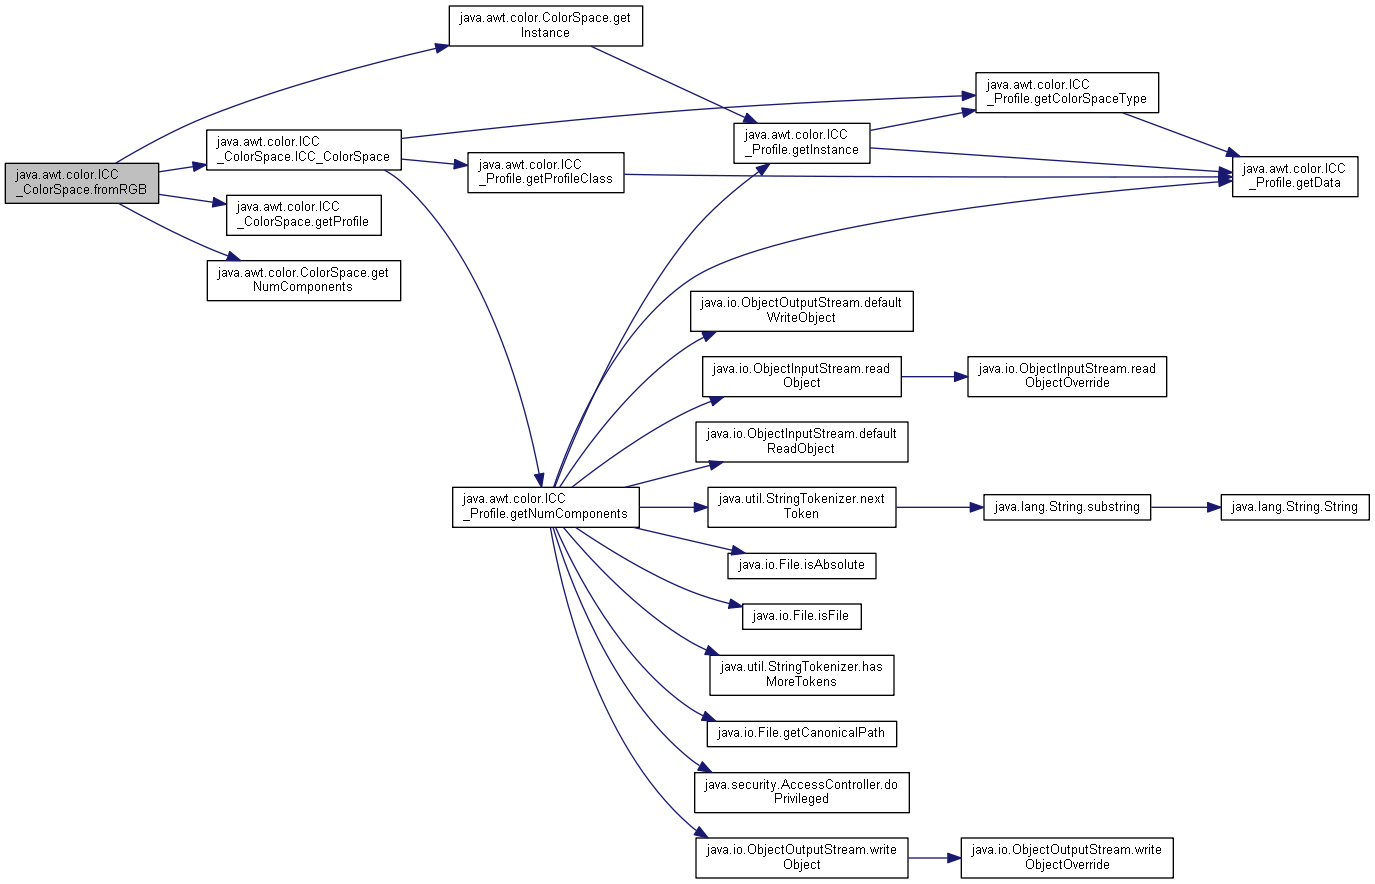 java.awt.color.ColorSpace.get
Instance
java.awt.color.ICC
_Profile.getColorSpaceType
java.awt.color.ICC
_ColorSpace.ICC_ColorSpace
java.awt.color.ICC
_Profile.getInstance
java.awt.color.ICC
_ColorSpace.fromRGB
java.awt.color.ICC
_Profile.getProfileClass
java.awt.color.ICC
_Profile.getData
java.awt.color.ICC
_ColorSpace.getProfile
java.awt.color.ColorSpace.get
NumComponents
java.io.ObjectOutputStream.default
WriteObject
java.io.ObjectInputStream.read
Object
java.io.ObjectInputStream.read
ObjectOverride
java.io.ObjectInputStream.default
ReadObject
java.awt.color.ICC
_Profile.getNumComponents
java.util.StringTokenizer.next
Token
java.lang.String.substring
java.lang.String.String
java.io.File.isAbsolute
java.io.File.isFile
java.util.StringTokenizer.has
MoreTokens
java.io.File.getCanonicalPath
java.security.AccessController.do
Privileged
java.io.ObjectOutputStream.write
Object
java.io.ObjectOutputStream.write
ObjectOverride